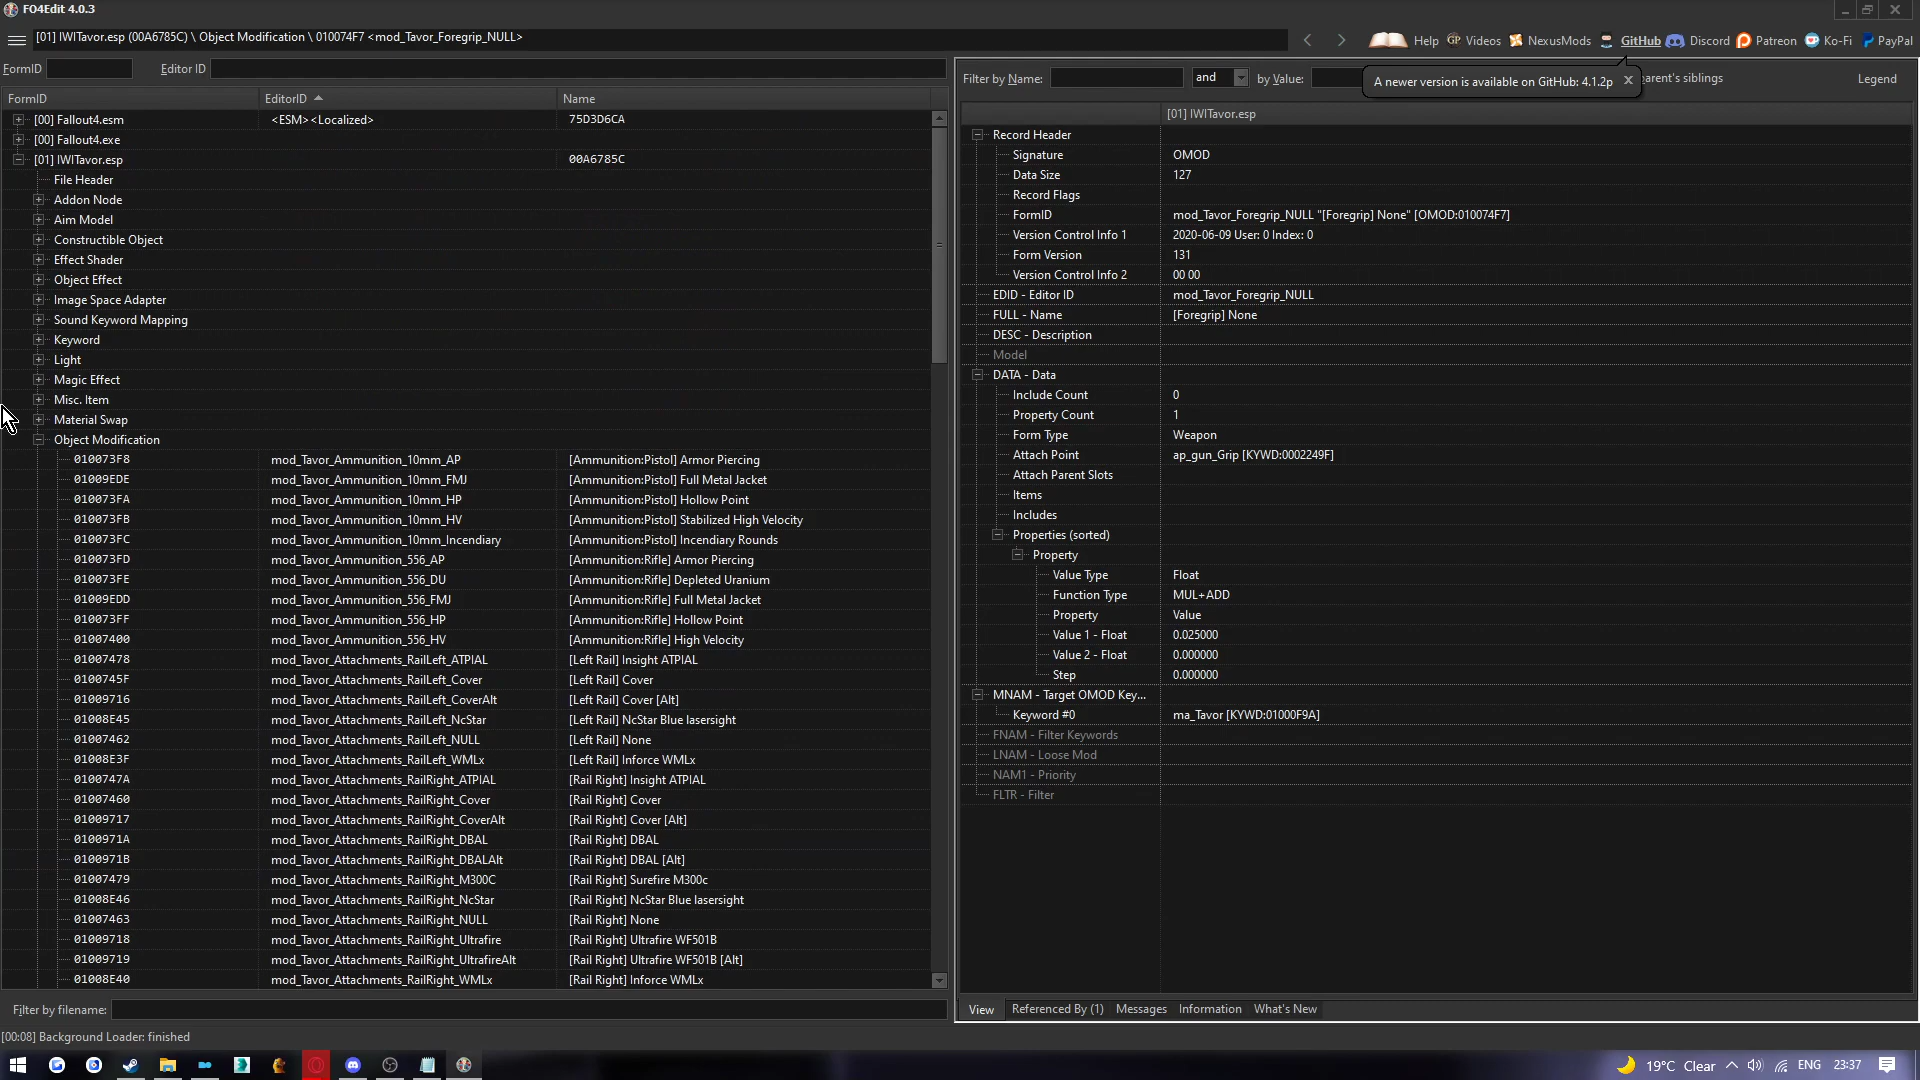 FO4Edit 4.0.3
[01] IWITavor.esp (00A6785C) \ Object Modification \ 010074F7 <mod_Tavor_Foregrip_NULL>
Help Videos NexusMods GitHub Discord Patreon Ko-Fi PayPal
FormID Editor ID
Filter by Name: and by Value: arent's siblings Legend
A newer version is available on GitHub: 4.1.2p
FormID EditorID Name
[00] Fallout4.esm <ESM><Localized> 75D3D6CA
[00] Fallout4.exe
[01] IWITavor.esp 00A6785C
File Header
Addon Node
Aim Model
Constructible Object
Effect Shader
Object Effect
Image Space Adapter
Sound Keyword Mapping
Keyword
Light
Magic Effect
Misc. Item
Material Swap
Object Modification
010073F8 mod_Tavor_Ammunition_10mm_AP [Ammunition:Pistol] Armor Piercing
01009EDE mod_Tavor_Ammunition_10mm_FMJ [Ammunition:Pistol] Full Metal Jacket
010073FA mod_Tavor_Ammunition_10mm_HP [Ammunition:Pistol] Hollow Point
010073FB mod_Tavor_Ammunition_10mm_HV [Ammunition:Pistol] Stabilized High Velocity
010073FC mod_Tavor_Ammunition_10mm_Incendiary [Ammunition:Pistol] Incendiary Rounds
010073FD mod_Tavor_Ammunition_556_AP [Ammunition:Rifle] Armor Piercing
010073FE mod_Tavor_Ammunition_556_DU [Ammunition:Rifle] Depleted Uranium
01009EDD mod_Tavor_Ammunition_556_FMJ [Ammunition:Rifle] Full Metal Jacket
010073FF mod_Tavor_Ammunition_556_HP [Ammunition:Rifle] Hollow Point
01007400 mod_Tavor_Ammunition_556_HV [Ammunition:Rifle] High Velocity
01007478 mod_Tavor_Attachments_RailLeft_ATPIAL [Left Rail] Insight ATPIAL
0100745F mod_Tavor_Attachments_RailLeft_Cover [Left Rail] Cover
01009716 mod_Tavor_Attachments_RailLeft_CoverAlt [Left Rail] Cover [Alt]
01008E45 mod_Tavor_Attachments_RailLeft_NcStar [Left Rail] NcStar Blue lasersight
01007462 mod_Tavor_Attachments_RailLeft_NULL [Left Rail] None
01008E3F mod_Tavor_Attachments_RailLeft_WMLx [Left Rail] Inforce WMLx
0100747A mod_Tavor_Attachments_RailRight_ATPIAL [Rail Right] Insight ATPIAL
01007460 mod_Tavor_Attachments_RailRight_Cover [Rail Right] Cover
01009717 mod_Tavor_Attachments_RailRight_CoverAlt [Rail Right] Cover [Alt]
0100971A mod_Tavor_Attachments_RailRight_DBAL [Rail Right] DBAL
0100971B mod_Tavor_Attachments_RailRight_DBALAlt [Rail Right] DBAL [Alt]
01007479 mod_Tavor_Attachments_RailRight_M300C [Rail Right] Surefire M300c
01008E46 mod_Tavor_Attachments_RailRight_NcStar [Rail Right] NcStar Blue lasersight
01007463 mod_Tavor_Attachments_RailRight_NULL [Rail Right] None
01009718 mod_Tavor_Attachments_RailRight_Ultrafire [Rail Right] Ultrafire WF501B
01009719 mod_Tavor_Attachments_RailRight_UltrafireAlt [Rail Right] Ultrafire WF501B [Alt]
01008E40 mod_Tavor_Attachments_RailRight_WMLx [Rail Right] Inforce WMLx
Filter by filename:
[01] IWITavor.esp
Record Header
Signature OMOD
Data Size 127
Record Flags
FormID mod_Tavor_Foregrip_NULL "[Foregrip] None" [OMOD:010074F7]
Version Control Info 1 2020-06-09 User: 0 Index: 0
Form Version 131
Version Control Info 2 00 00
EDID - Editor ID mod_Tavor_Foregrip_NULL
FULL - Name [Foregrip] None
DESC - Description
Model
DATA - Data
Include Count 0
Property Count 1
Form Type Weapon
Attach Point ap_gun_Grip [KYWD:0002249F]
Attach Parent Slots
Items
Includes
Properties (sorted)
Property
Value Type Float
Function Type MUL+ADD
Property Value
Value 1 - Float 0.025000
Value 2 - Float 0.000000
Step 0.000000
MNAM - Target OMOD Key...
Keyword #0 ma_Tavor [KYWD:01000F9A]
FNAM - Filter Keywords
LNAM - Loose Mod
NAM1 - Priority
FLTR - Filter
View Referenced By (1) Messages Information What's New
[00:08] Background Loader: finished
19°C Clear ENG 23:37